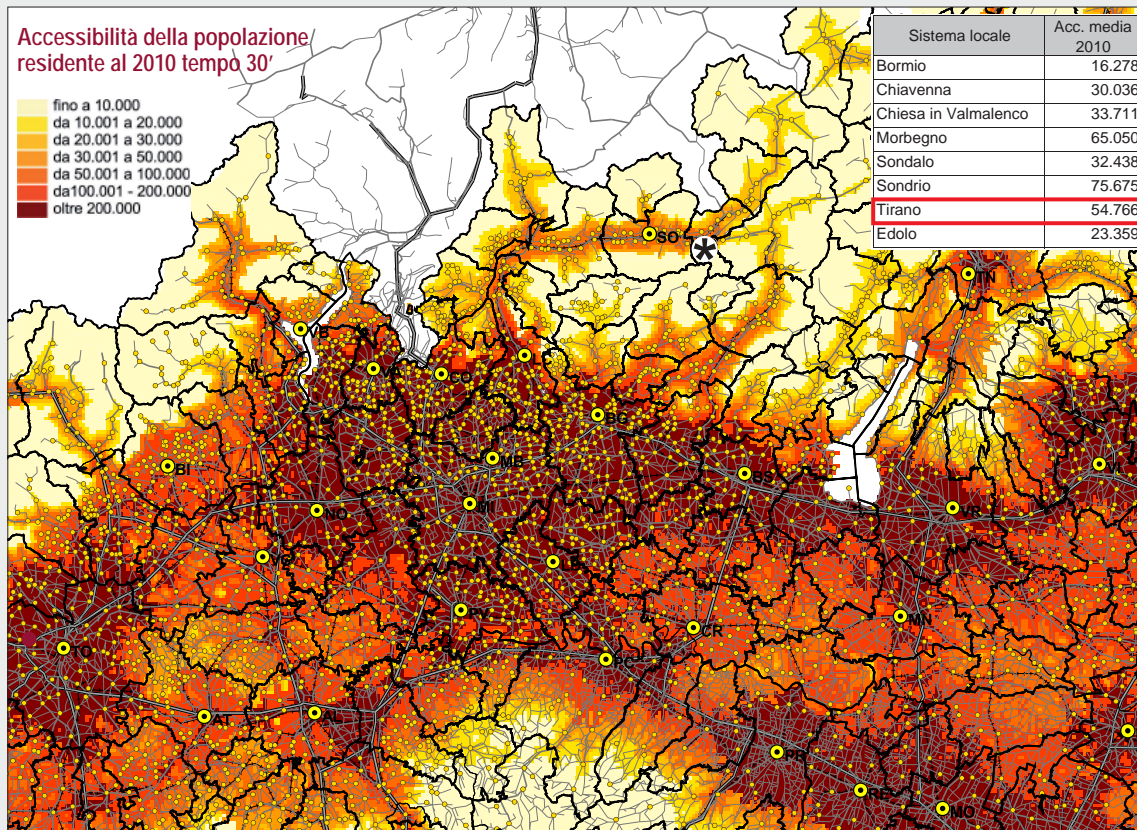 Accessibilità della popolazione
residente al 2010 tempo 30'
fino a 10.000
da 10.001 a 20.000
da 20.001 a 30.000
da 30.001 a 50.000
da 50.001 a 100.000
da100.001 - 200.000
oltre 200.000
Sistema locale Acc. media 2010
Bormio 16.278
Chiavenna 30.036
Chiesa in Valmalenco 33.711
Morbegno 65.050
Sondalo 32.438
Sondrio 75.675
Tirano 54.766
Edolo 23.359
SO
*
TN
VB
CO
BG
BI
MB
BS
NO
MI
VR
MN
CR
TO
PC
AT
AL
PR
RE
MO